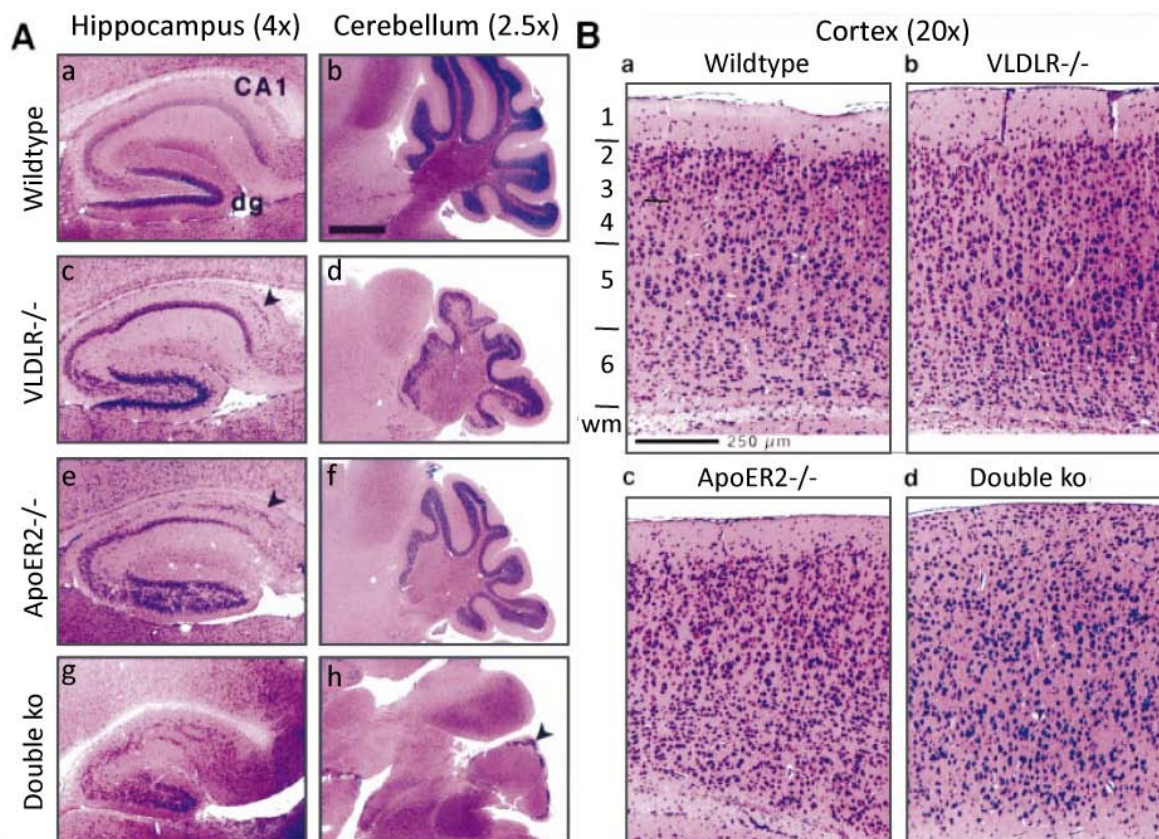 A
Hippocampus (4x)
Cerebellum (2.5x)
Wildtype
a
CA1
dg
b
VLDLR-/-
c
d
ApoER2-/-
e
f
Double ko
g
h
B
Cortex (20x)
a
Wildtype
b
VLDLR-/-
1
2
3
4
5
6
wm
250 µm
c
ApoER2-/-
d
Double ko